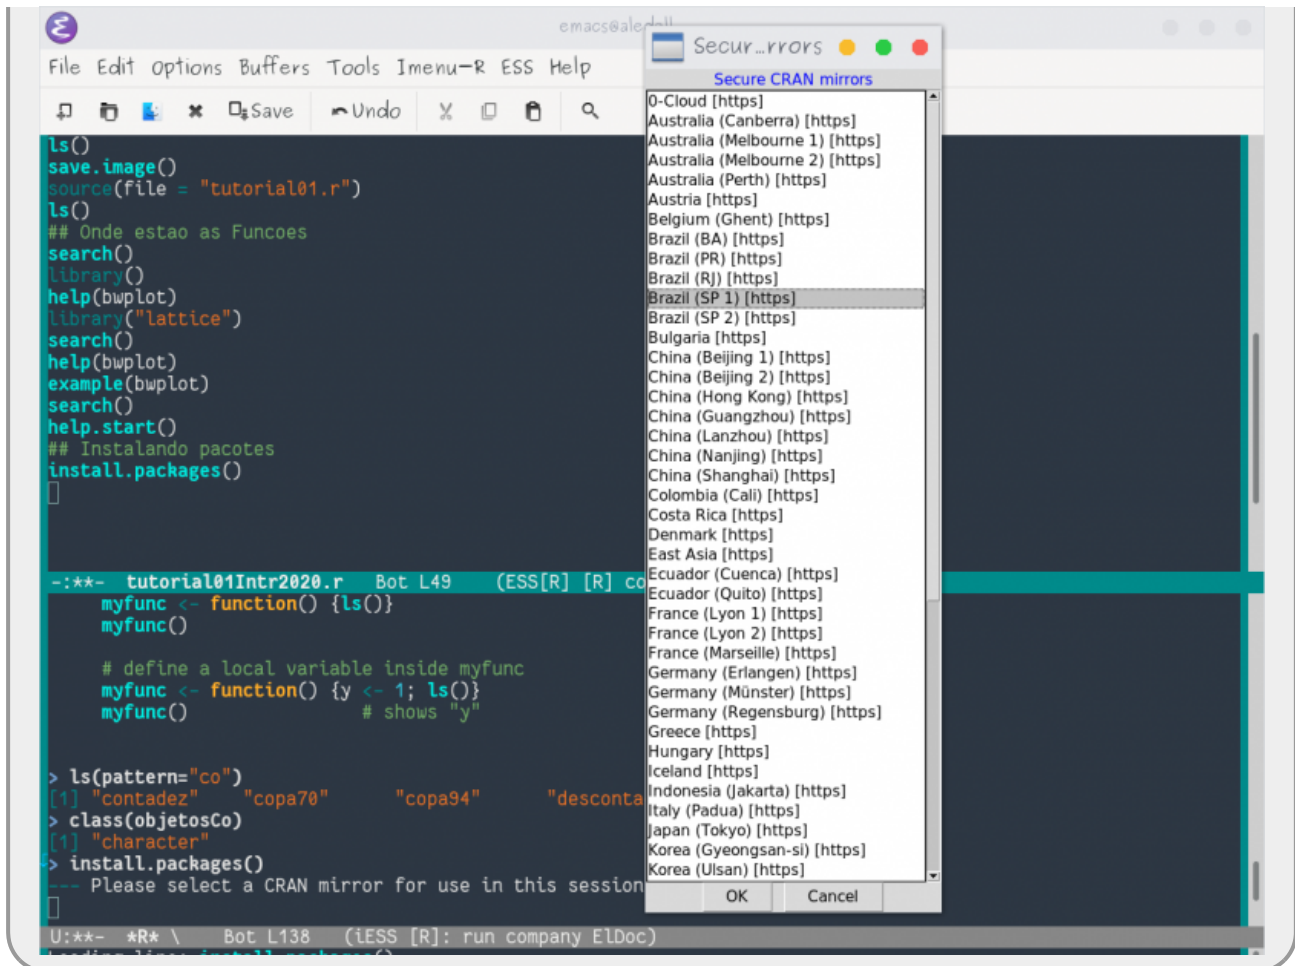 emacs@aledall
File Edit Options Buffers Tools Imenu-R ESS Help
Save Undo
ls()
save.image()
source(file = "tutorial01.r")
ls()
## Onde estao as Funcoes
search()
library()
help(bwplot)
library("lattice")
search()
help(bwplot)
example(bwplot)
search()
help.start()
## Instalando pacotes
install.packages()
-:**- tutorial01Intr2020.r Bot L49 (ESS[R] [R] co
myfunc <- function() {ls()}
myfunc()
# define a local variable inside myfunc
myfunc <- function() {y <- 1; ls()}
myfunc() # shows "y"
> ls(pattern="co")
[1] "contadez" "copa70" "copa94" "desconta
> class(objetosCo)
[1] "character"
> install.packages()
--- Please select a CRAN mirror for use in this session
U:**- *R* \ Bot L138 (iESS [R]: run company ElDoc)
Loading line: install.packages()
Secur...rrors
Secure CRAN mirrors
0-Cloud [https]
Australia (Canberra) [https]
Australia (Melbourne 1) [https]
Australia (Melbourne 2) [https]
Australia (Perth) [https]
Austria [https]
Belgium (Ghent) [https]
Brazil (BA) [https]
Brazil (PR) [https]
Brazil (RJ) [https]
Brazil (SP 1) [https]
Brazil (SP 2) [https]
Bulgaria [https]
China (Beijing 1) [https]
China (Beijing 2) [https]
China (Hong Kong) [https]
China (Guangzhou) [https]
China (Lanzhou) [https]
China (Nanjing) [https]
China (Shanghai) [https]
Colombia (Cali) [https]
Costa Rica [https]
Denmark [https]
East Asia [https]
Ecuador (Cuenca) [https]
Ecuador (Quito) [https]
France (Lyon 1) [https]
France (Lyon 2) [https]
France (Marseille) [https]
Germany (Erlangen) [https]
Germany (Münster) [https]
Germany (Regensburg) [https]
Greece [https]
Hungary [https]
Iceland [https]
Indonesia (Jakarta) [https]
Italy (Padua) [https]
Japan (Tokyo) [https]
Korea (Gyeongsan-si) [https]
Korea (Ulsan) [https]
OK Cancel